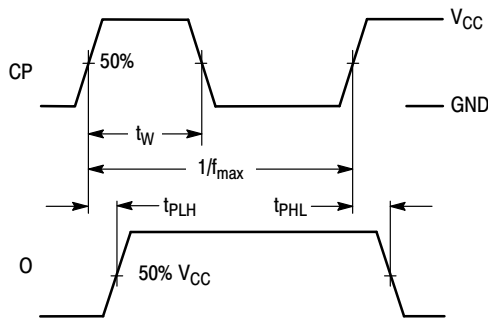 V_CC
CP
50%
GND
t_W
1/f_max
t_PLH
t_PHL
O
50% V_CC